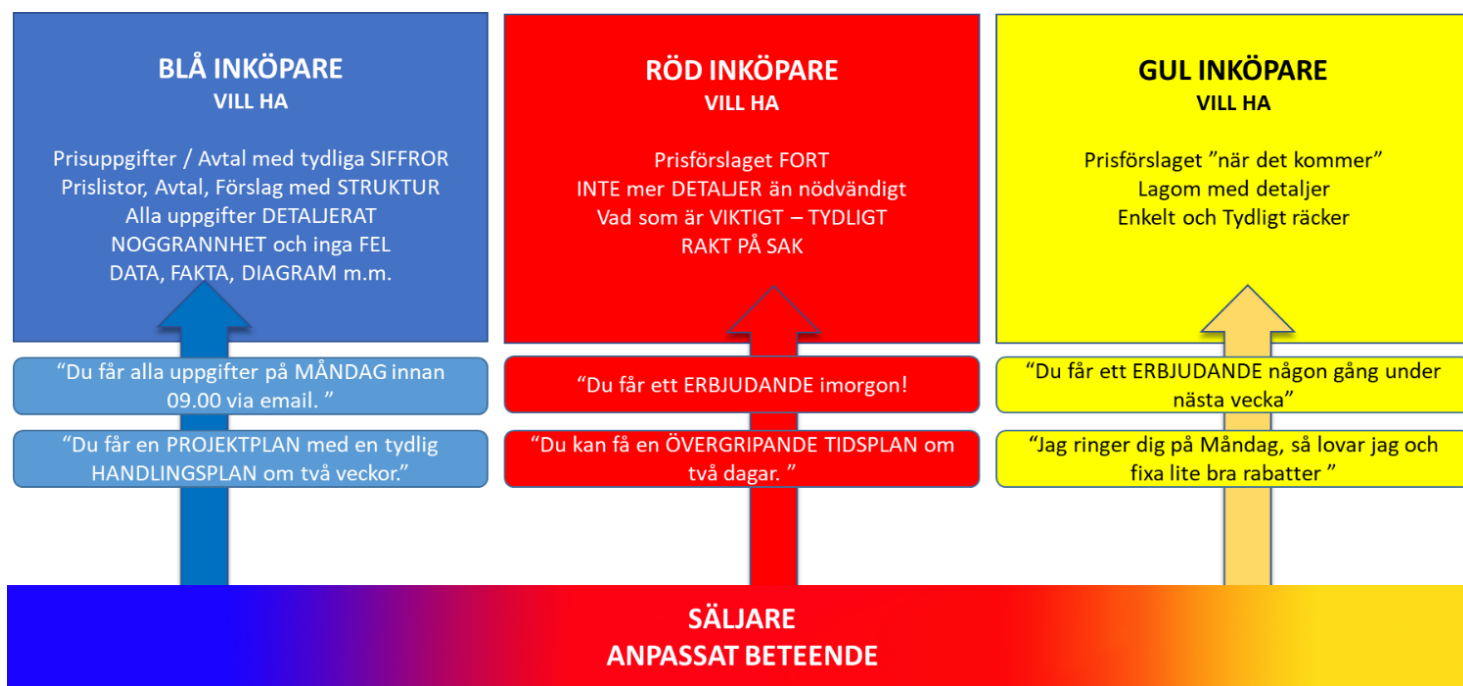 BLÅ INKÖPARE
VILL HA
Prisuppgifter / Avtal med tydliga SIFFROR
Prislistor, Avtal, Förslag med STRUKTUR
Alla uppgifter DETALJERAT
NOGGRANNHET och inga FEL
DATA, FAKTA, DIAGRAM m.m.
“Du får alla uppgifter på MÅNDAG innan
09.00 via email. ”
“Du får en PROJEKTPLAN med en tydlig
HANDLINGSPLAN om två veckor.”
RÖD INKÖPARE
VILL HA
Prisförslaget FORT
INTE mer DETALJER än nödvändigt
Vad som är VIKTIGT – TYDLIGT
RAKT PÅ SAK
“Du får ett ERBJUDANDE imorgon!
“Du kan få en ÖVERGRIPANDE TIDSPLAN om
två dagar. ”
GUL INKÖPARE
VILL HA
Prisförslaget ”när det kommer”
Lagom med detaljer
Enkelt och Tydligt räcker
“Du får ett ERBJUDANDE någon gång under
nästa vecka”
“Jag ringer dig på Måndag, så lovar jag och
fixa lite bra rabatter ”
SÄLJARE
ANPASSAT BETEENDE